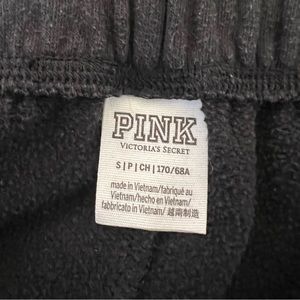 PINK
VICTORIA'S SECRET
S | P | CH | 170/68A
made in Vietnam/fabriqué au
Vietnam/hecho en Vietnam/
fabbricato in Vietnam/ 越南制造